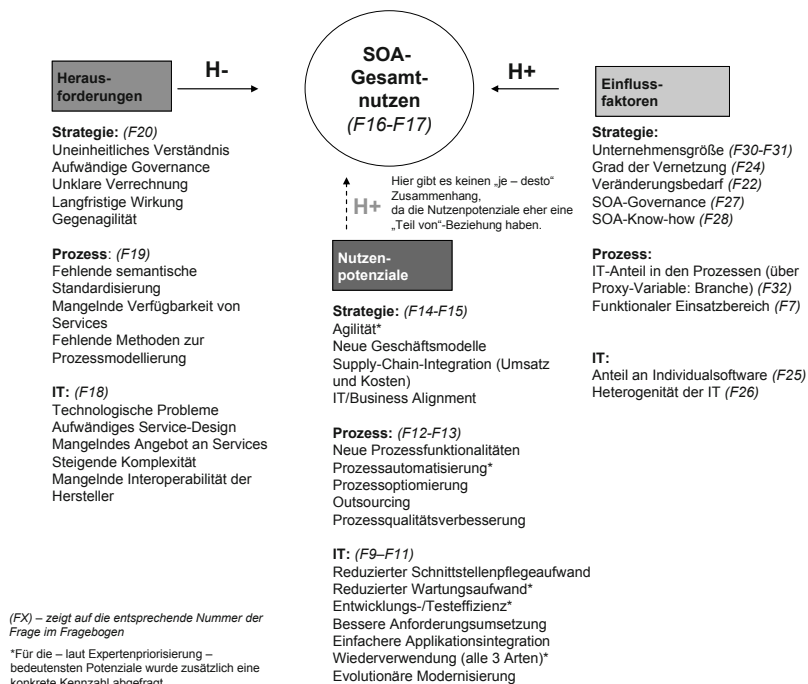 Heraus-
forderungen
H-
SOA-
Gesamt-
nutzen
(F16-F17)
H+
Einfluss-
faktoren
Strategie: (F20)
Uneinheitliches Verständnis
Aufwändige Governance
Unklare Verrechnung
Langfristige Wirkung
Gegenagilität
Prozess: (F19)
Fehlende semantische
Standardisierung
Mangelnde Verfügbarkeit von
Services
Fehlende Methoden zur
Prozessmodellierung
IT: (F18)
Technologische Probleme
Aufwändiges Service-Design
Mangelndes Angebot an Services
Steigende Komplexität
Mangelnde Interoperabilität der
Hersteller
H+
Hier gibt es keinen „je – desto“
Zusammenhang,
da die Nutzenpotenziale eher eine
„Teil von“-Beziehung haben.
Nutzen-
potenziale
Strategie: (F14-F15)
Agilität*
Neue Geschäftsmodelle
Supply-Chain-Integration (Umsatz
und Kosten)
IT/Business Alignment
Prozess: (F12-F13)
Neue Prozessfunktionalitäten
Prozessautomatisierung*
Prozessoptiomierung
Outsourcing
Prozessqualitätsverbesserung
IT: (F9–F11)
Reduzierter Schnittstellenpflegeaufwand
Reduzierter Wartungsaufwand*
Entwicklungs-/Testeffizienz*
Bessere Anforderungsumsetzung
Einfachere Applikationsintegration
Wiederverwendung (alle 3 Arten)*
Evolutionäre Modernisierung
Strategie:
Unternehmensgröße (F30-F31)
Grad der Vernetzung (F24)
Veränderungsbedarf (F22)
SOA-Governance (F27)
SOA-Know-how (F28)
Prozess:
IT-Anteil in den Prozessen (über
Proxy-Variable: Branche) (F32)
Funktionaler Einsatzbereich (F7)
IT:
Anteil an Individualsoftware (F25)
Heterogenität der IT (F26)
(FX) – zeigt auf die entsprechende Nummer der
Frage im Fragebogen
*Für die – laut Expertenpriorisierung –
bedeutensten Potenziale wurde zusätzlich eine
konkrete Kennzahl abgefragt